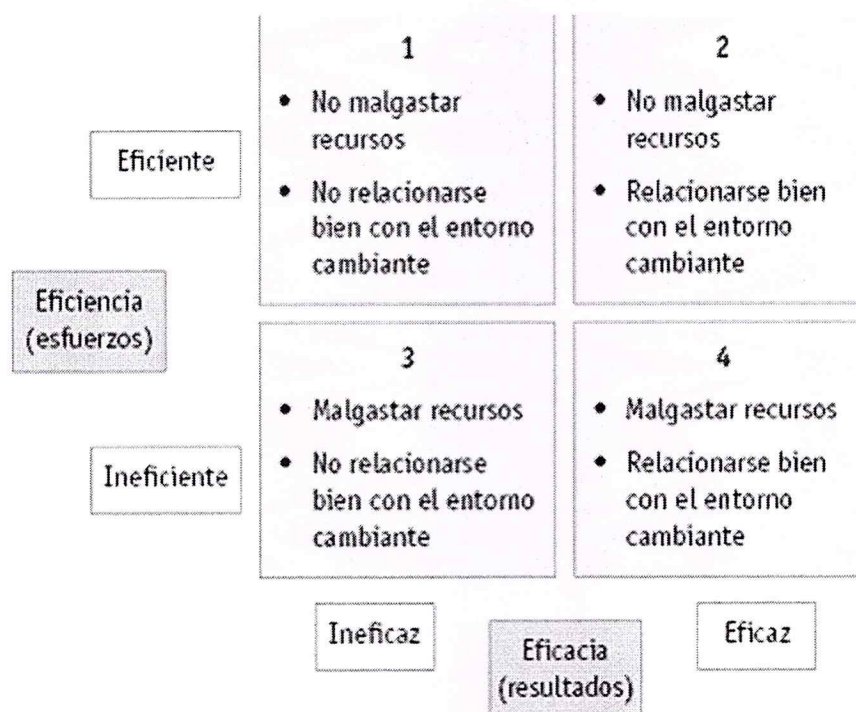 1
• No malgastar
recursos
• No relacionarse
bien con el entorno
cambiante
2
• No malgastar
recursos
• Relacionarse bien
con el entorno
cambiante
Eficiente
Eficiencia
(esfuerzos)
3
• Malgastar recursos
• No relacionarse
bien con el entorno
cambiante
4
• Malgastar recursos
• Relacionarse bien
con el entorno
cambiante
Ineficiente
Ineficaz
Eficacia
(resultados)
Eficaz